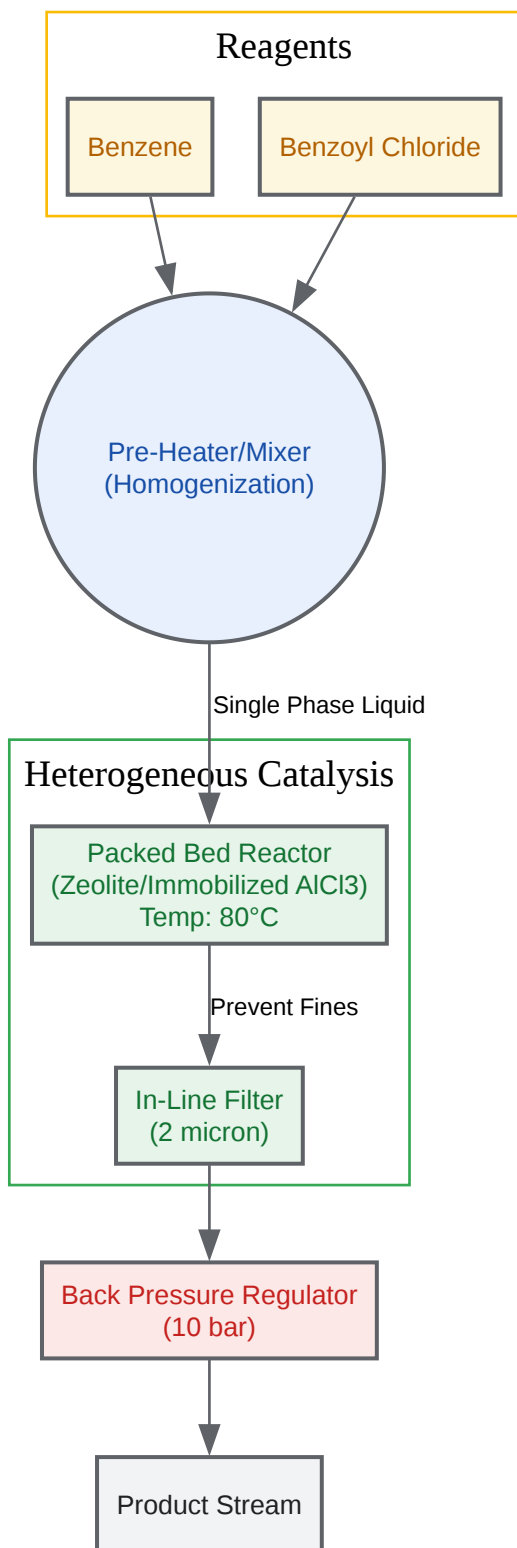 Reagents
Benzene
Benzoyl Chloride
Pre-Heater/Mixer
(Homogenization)
Single Phase Liquid
Heterogeneous Catalysis
Packed Bed Reactor
(Zeolite/Immobilized AlCl3)
Temp: 80°C
Prevent Fines
In-Line Filter
(2 micron)
Back Pressure Regulator
(10 bar)
Product Stream